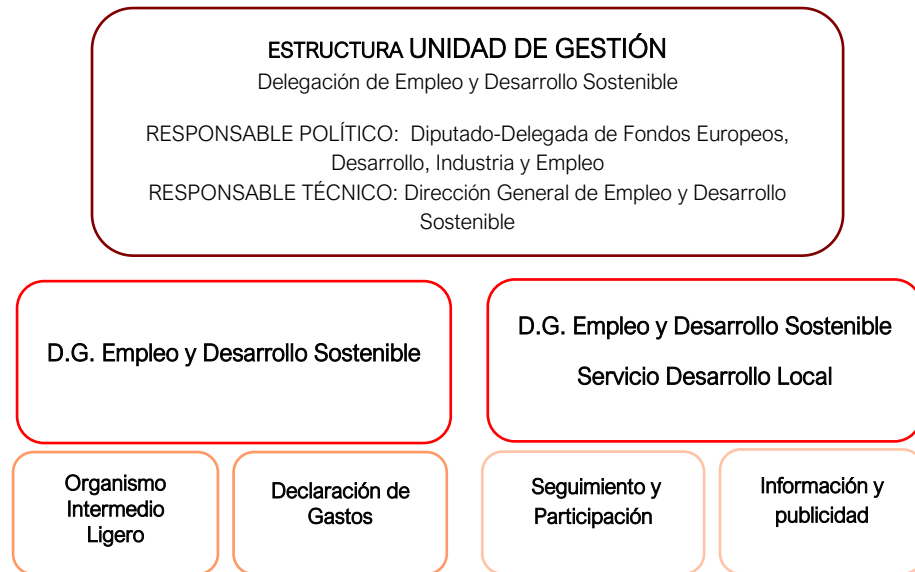 ESTRUCTURA UNIDAD DE GESTIÓN
Delegación de Empleo y Desarrollo Sostenible
RESPONSABLE POLÍTICO: Diputado-Delegada de Fondos Europeos,
Desarrollo, Industria y Empleo
RESPONSABLE TÉCNICO: Dirección General de Empleo y Desarrollo
Sostenible
D.G. Empleo y Desarrollo Sostenible
D.G. Empleo y Desarrollo Sostenible
Servicio Desarrollo Local
Organismo
Intermedio
Ligero
Declaración de
Gastos
Seguimiento y
Participación
Información y
publicidad